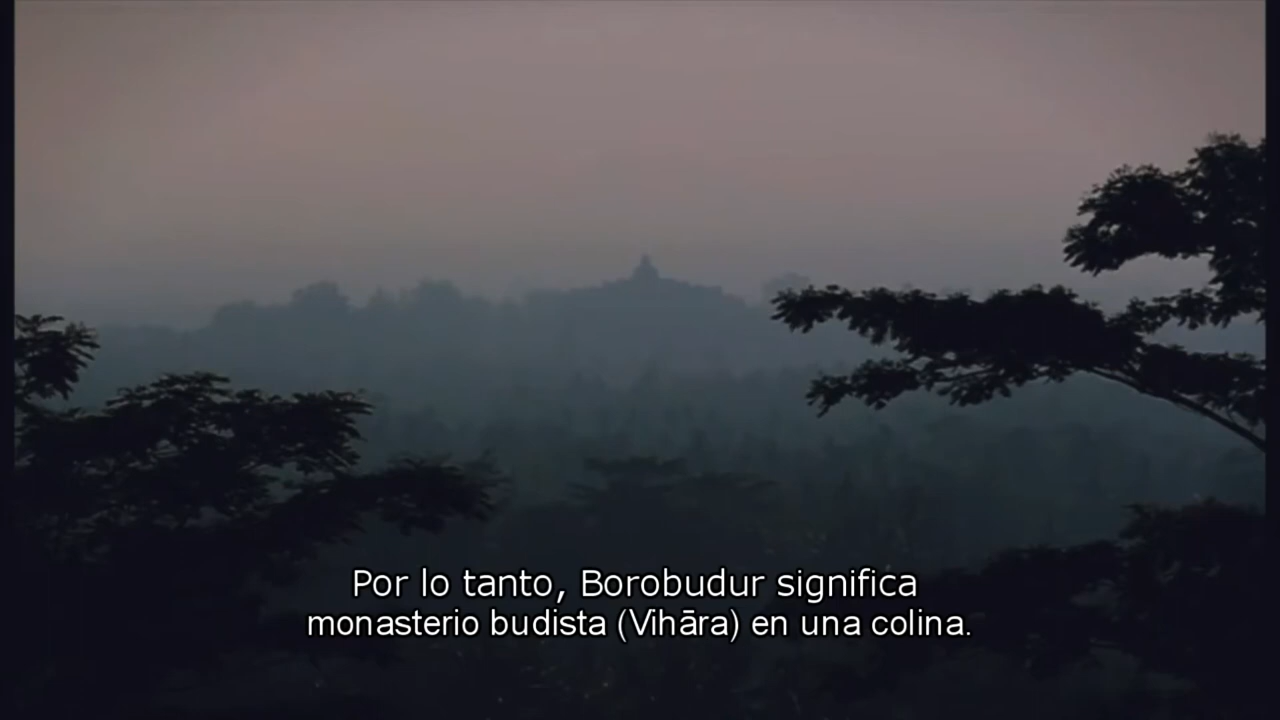 Por lo tanto, Borobudur significa
monasterio budista (Vihāra) en una colina.